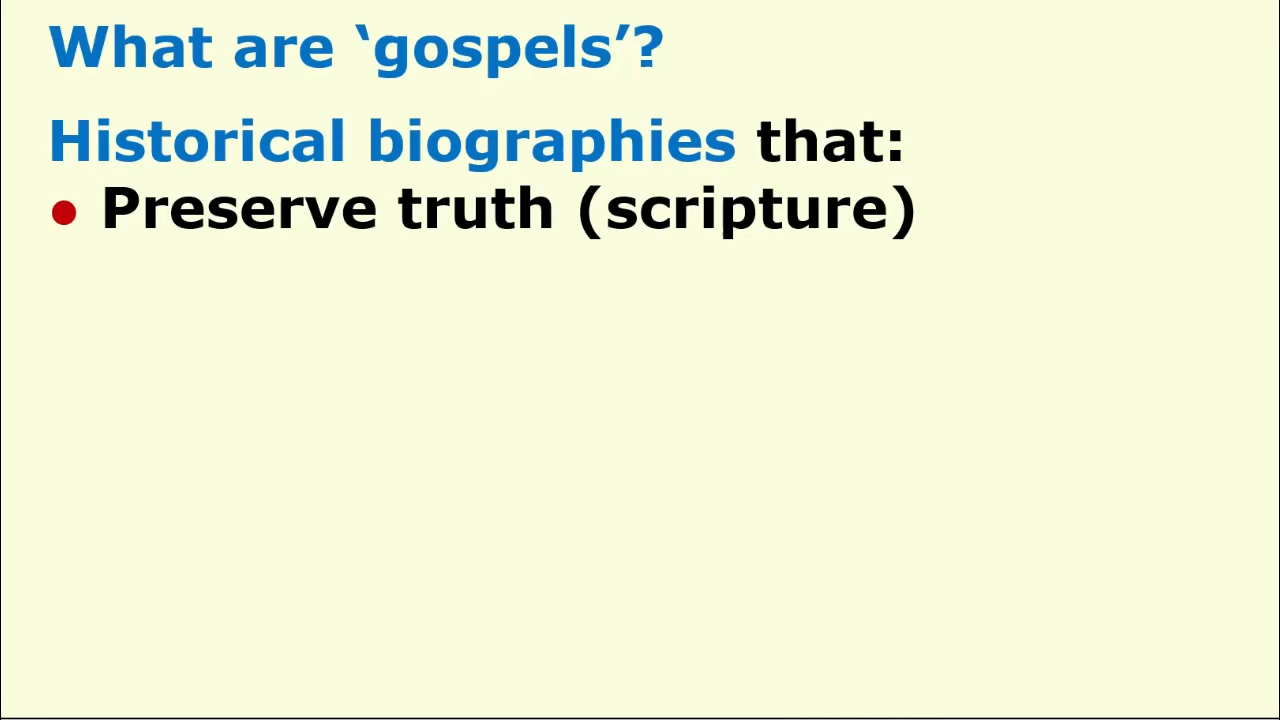 What are ‘gospels’?
Historical biographies that:
● Preserve truth (scripture)